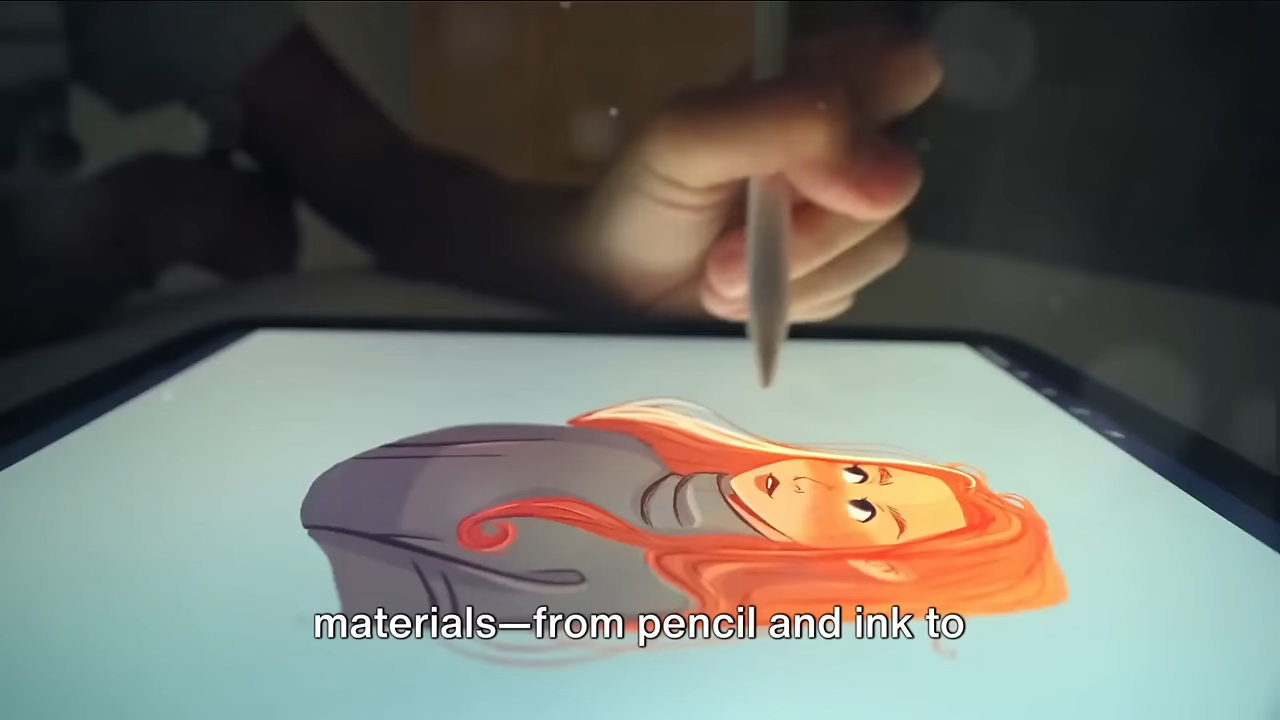 materials—from pencil and ink to